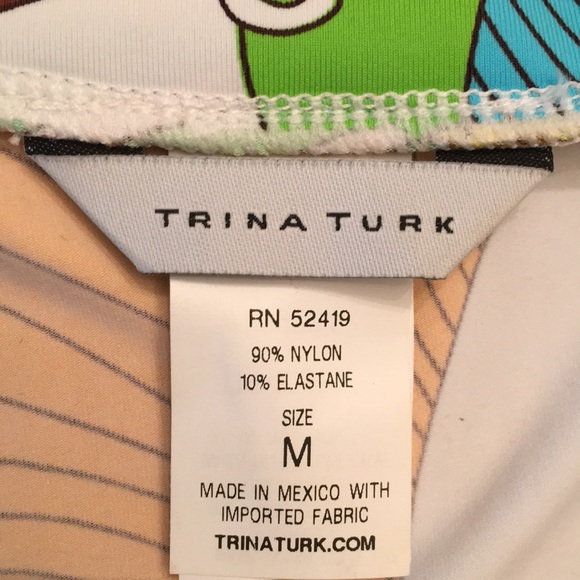 TRINA TURK
RN 52419
90% NYLON
10% ELASTANE
SIZE
M
MADE IN MEXICO WITH
IMPORTED FABRIC
TRINATURK.COM